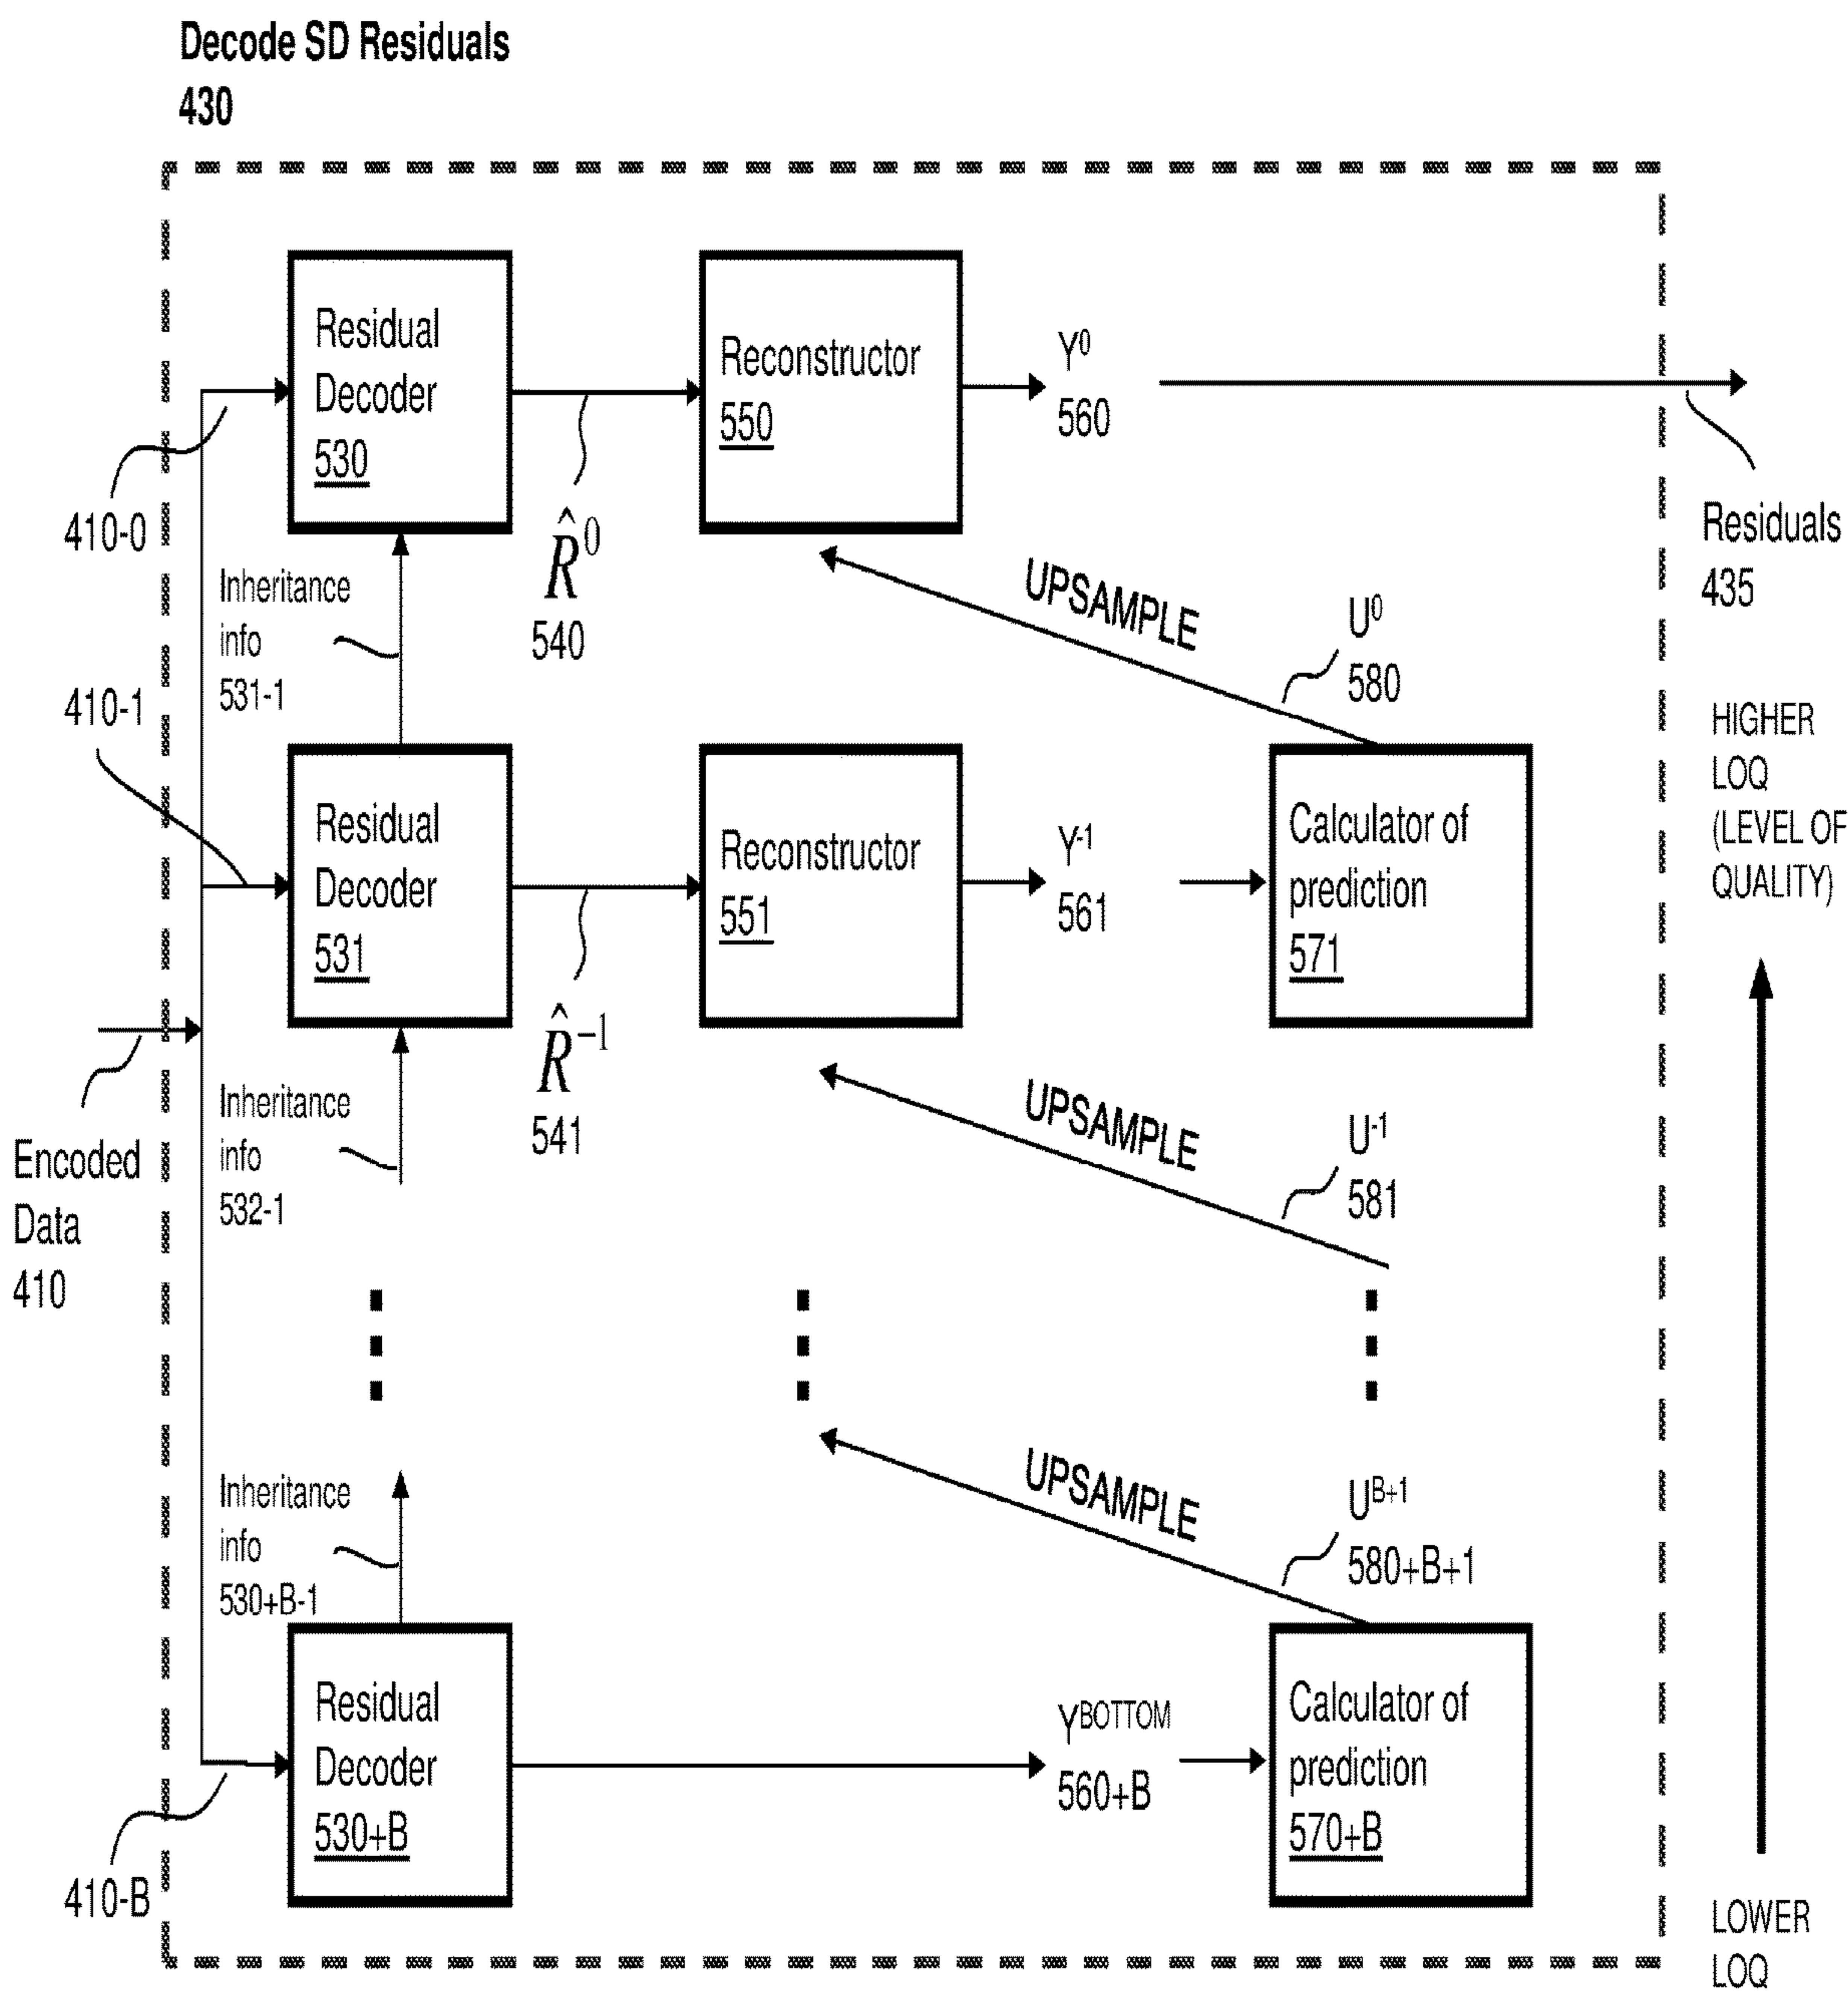 Decode SD Residuals
430
Residual
Decoder
530
Reconstructor
550
Y⁰
560
410-0
R̂⁰
540
Residuals
435
Inheritance
info
531-1
UPSAMPLE
U⁰
580
410-1
HIGHER
LOQ
(LEVEL OF
QUALITY)
Residual
Decoder
531
Reconstructor
551
Y⁻¹
561
Calculator of
prediction
571
R̂⁻¹
541
Encoded
Data
410
Inheritance
info
532-1
UPSAMPLE
U⁻¹
581
Inheritance
info
530+B-1
UPSAMPLE
Uᴮ⁺¹
580+B+1
Residual
Decoder
530+B
Y^BOTTOM
560+B
Calculator of
prediction
570+B
410-B
LOWER
LOQ